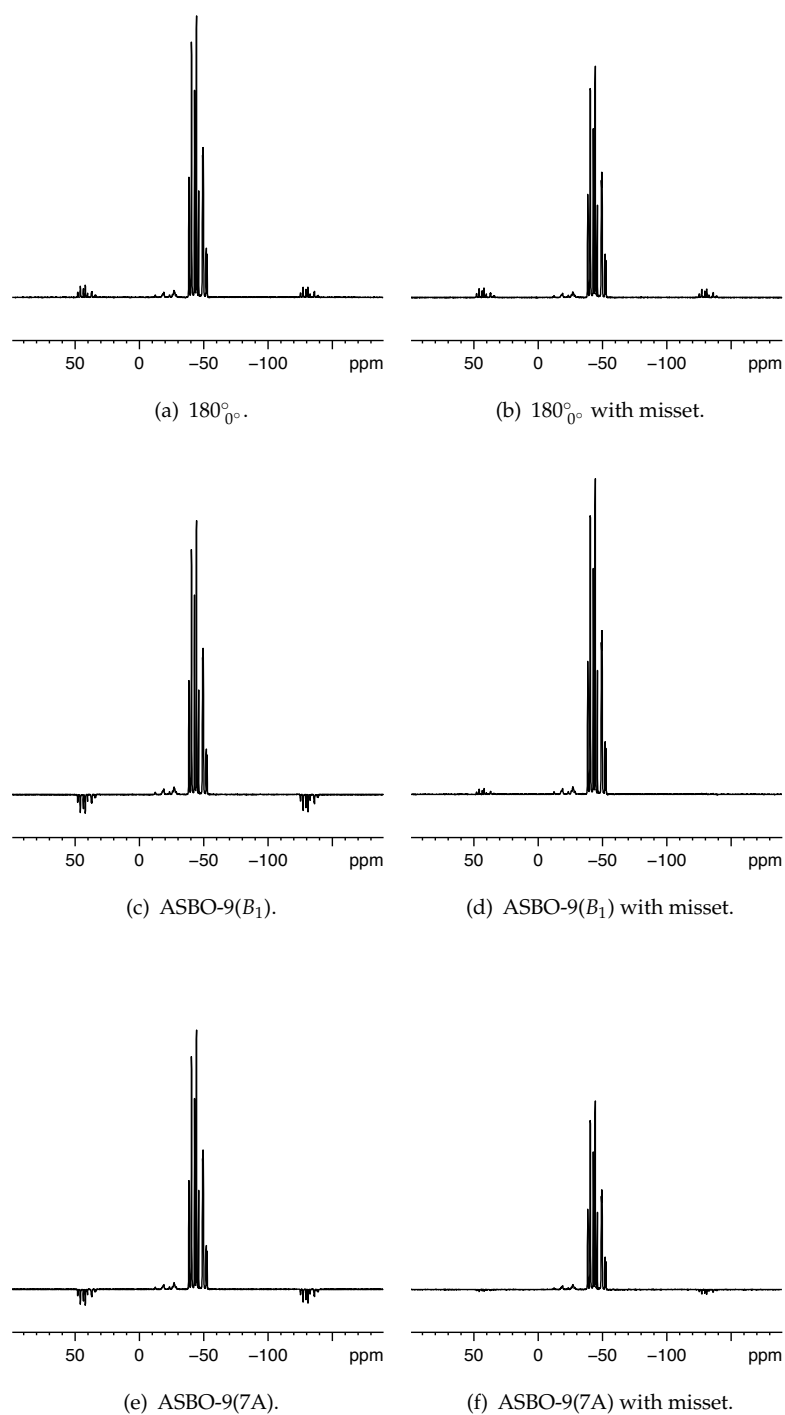 50 0 −50 −100 ppm 50 0 −50 −100 ppm
(a) 180°0°. (b) 180°0° with misset.
50 0 −50 −100 ppm 50 0 −50 −100 ppm
(c) ASBO-9(B1). (d) ASBO-9(B1) with misset.
50 0 −50 −100 ppm 50 0 −50 −100 ppm
(e) ASBO-9(7A). (f) ASBO-9(7A) with misset.